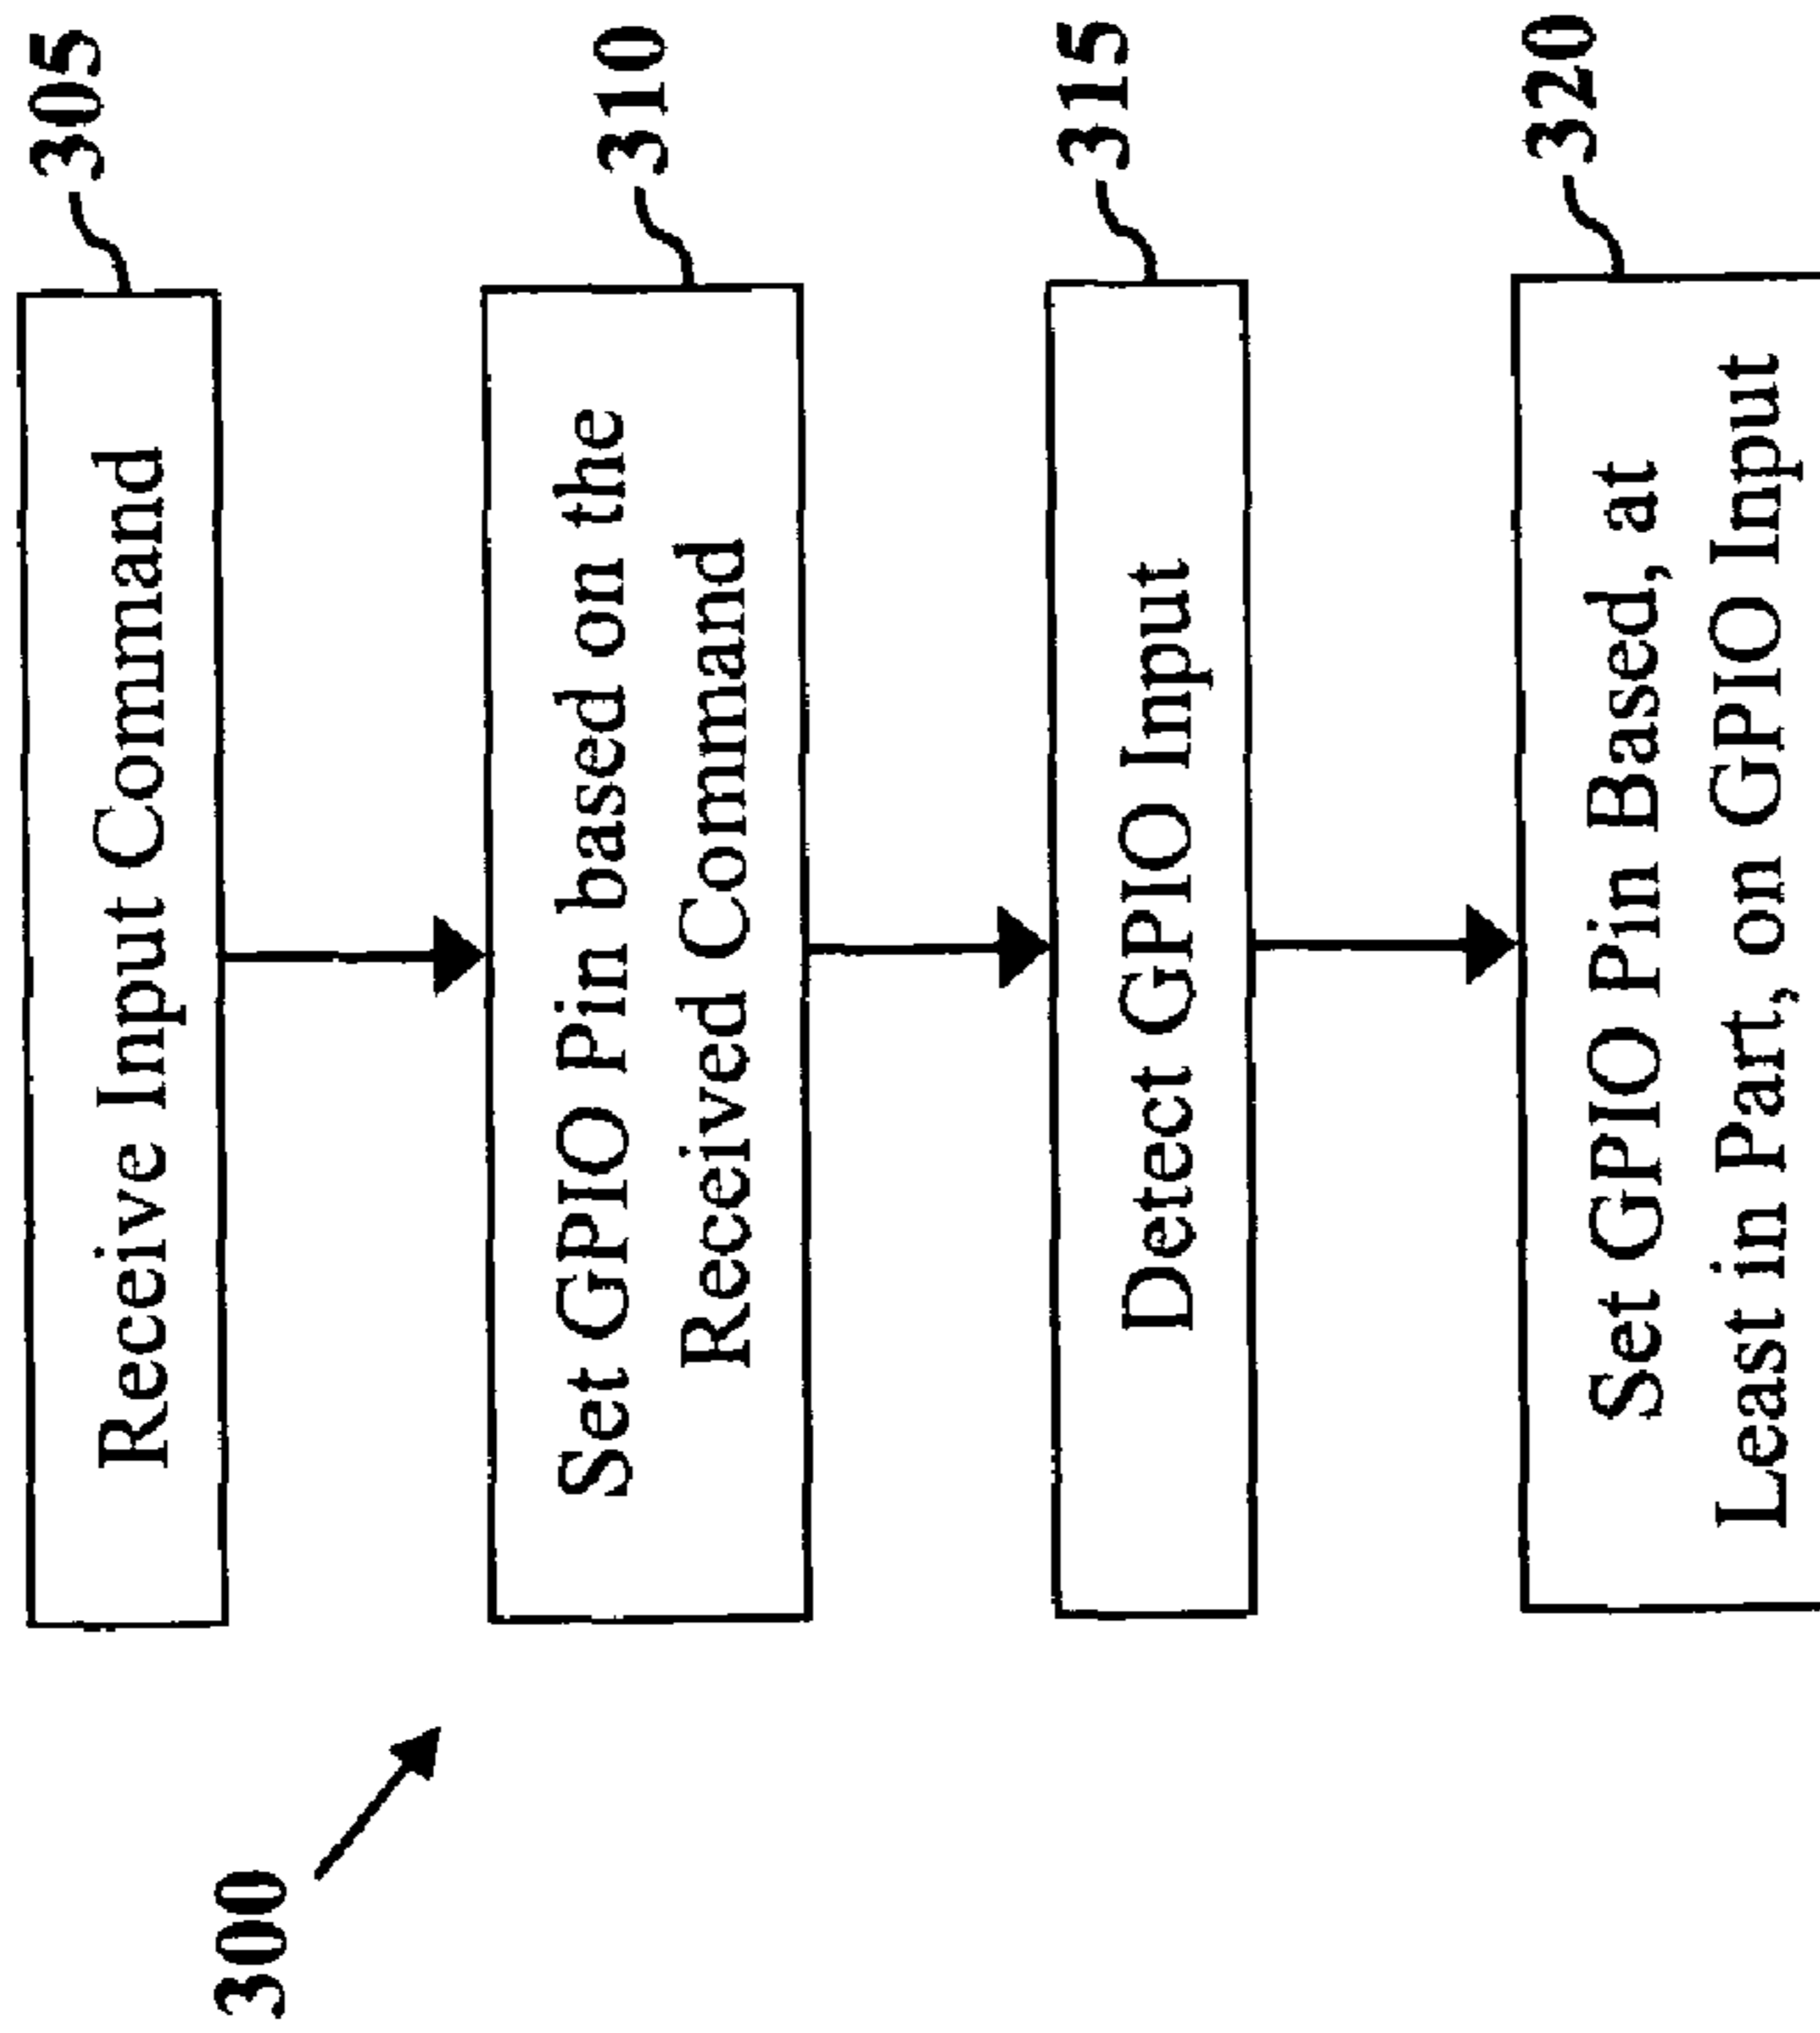 300
Receive Input Command
305
Set GPIO Pin based on the
Received Command
310
Detect GPIO Input
315
Set GPIO Pin Based, at
Least in Part, on GPIO Input
320